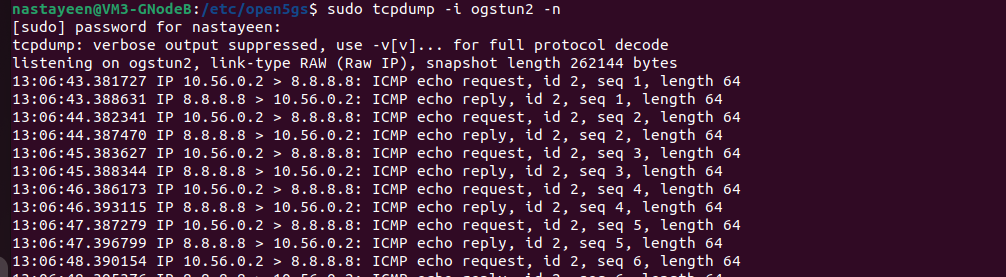 nastayeen@VM3-GNodeB:/etc/open5gs$ sudo tcpdump -i ogstun2 -n
[sudo] password for nastayeen:
tcpdump: verbose output suppressed, use -v[v]... for full protocol decode
listening on ogstun2, link-type RAW (Raw IP), snapshot length 262144 bytes
13:06:43.381727 IP 10.56.0.2 > 8.8.8.8: ICMP echo request, id 2, seq 1, length 64
13:06:43.388631 IP 8.8.8.8 > 10.56.0.2: ICMP echo reply, id 2, seq 1, length 64
13:06:44.382341 IP 10.56.0.2 > 8.8.8.8: ICMP echo request, id 2, seq 2, length 64
13:06:44.387470 IP 8.8.8.8 > 10.56.0.2: ICMP echo reply, id 2, seq 2, length 64
13:06:45.383627 IP 10.56.0.2 > 8.8.8.8: ICMP echo request, id 2, seq 3, length 64
13:06:45.388344 IP 8.8.8.8 > 10.56.0.2: ICMP echo reply, id 2, seq 3, length 64
13:06:46.386173 IP 10.56.0.2 > 8.8.8.8: ICMP echo request, id 2, seq 4, length 64
13:06:46.393115 IP 8.8.8.8 > 10.56.0.2: ICMP echo reply, id 2, seq 4, length 64
13:06:47.387279 IP 10.56.0.2 > 8.8.8.8: ICMP echo request, id 2, seq 5, length 64
13:06:47.396799 IP 8.8.8.8 > 10.56.0.2: ICMP echo reply, id 2, seq 5, length 64
13:06:48.390154 IP 10.56.0.2 > 8.8.8.8: ICMP echo request, id 2, seq 6, length 64